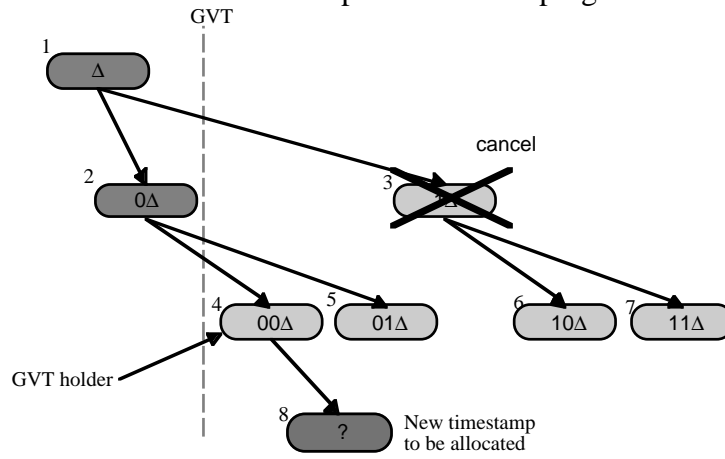 GVT
1
Δ
cancel
2
0Δ
3
4
00Δ
5
01Δ
6
10Δ
7
11Δ
GVT holder
8
?
New timestamp
to be allocated